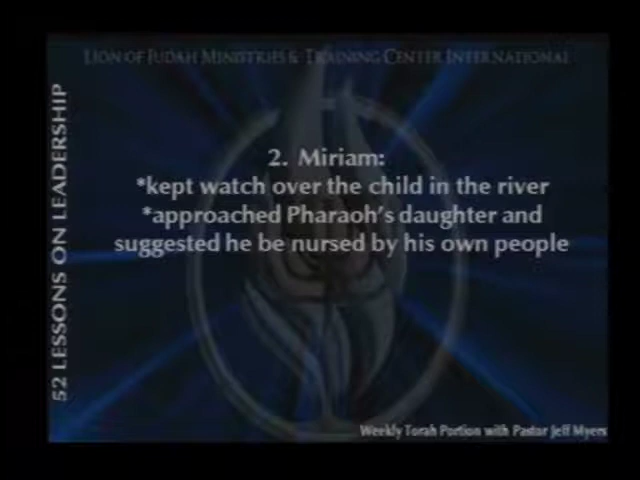 LION OF JUDAH MINISTRIES & TRAINING CENTER INTERNATIONAL
52 LESSONS ON LEADERSHIP
2. Miriam:
*kept watch over the child in the river
*approached Pharaoh's daughter and
suggested he be nursed by his own people
Weekly Torah Portion with Pastor Jeff Myers